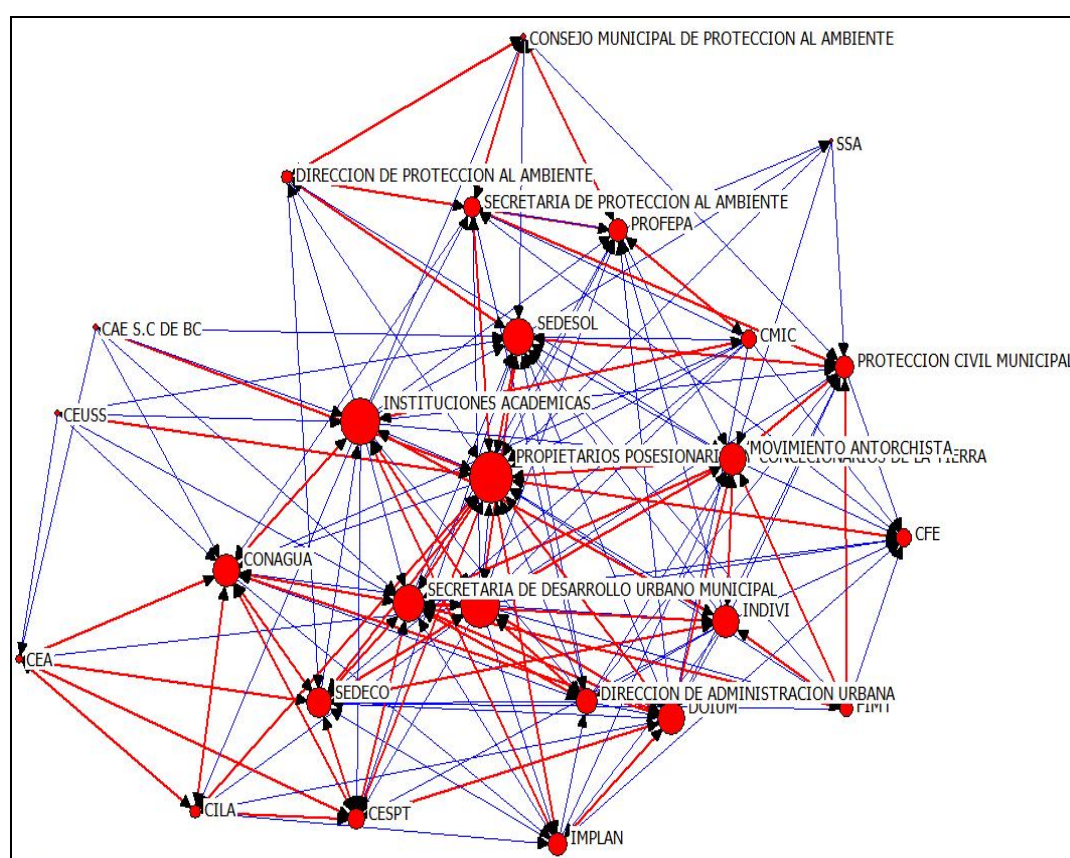 CONSEJO MUNICIPAL DE PROTECCION AL AMBIENTE
SSA
DIRECCION DE PROTECCION AL AMBIENTE
SECRETARIA DE PROTECCION AL AMBIENTE
PROFEPA
SEDESOL
CAE S.C DE BC
CMIC
PROTECCION CIVIL MUNICIPAL
INSTITUCIONES ACADEMICAS
CEUSS
MOVIMIENTO ANTORCHISTA
PROPIETARIOS POSESIONARI CONCECIONARIOS DE LA TIERRA
CFE
CONAGUA
SECRETARIA DE DESARROLLO URBANO MUNICIPAL
INDIVI
CEA
SEDECO
DIRECCION DE ADMINISTRACION URBANA
DOIUM
FIMT
CILA
CESPT
IMPLAN